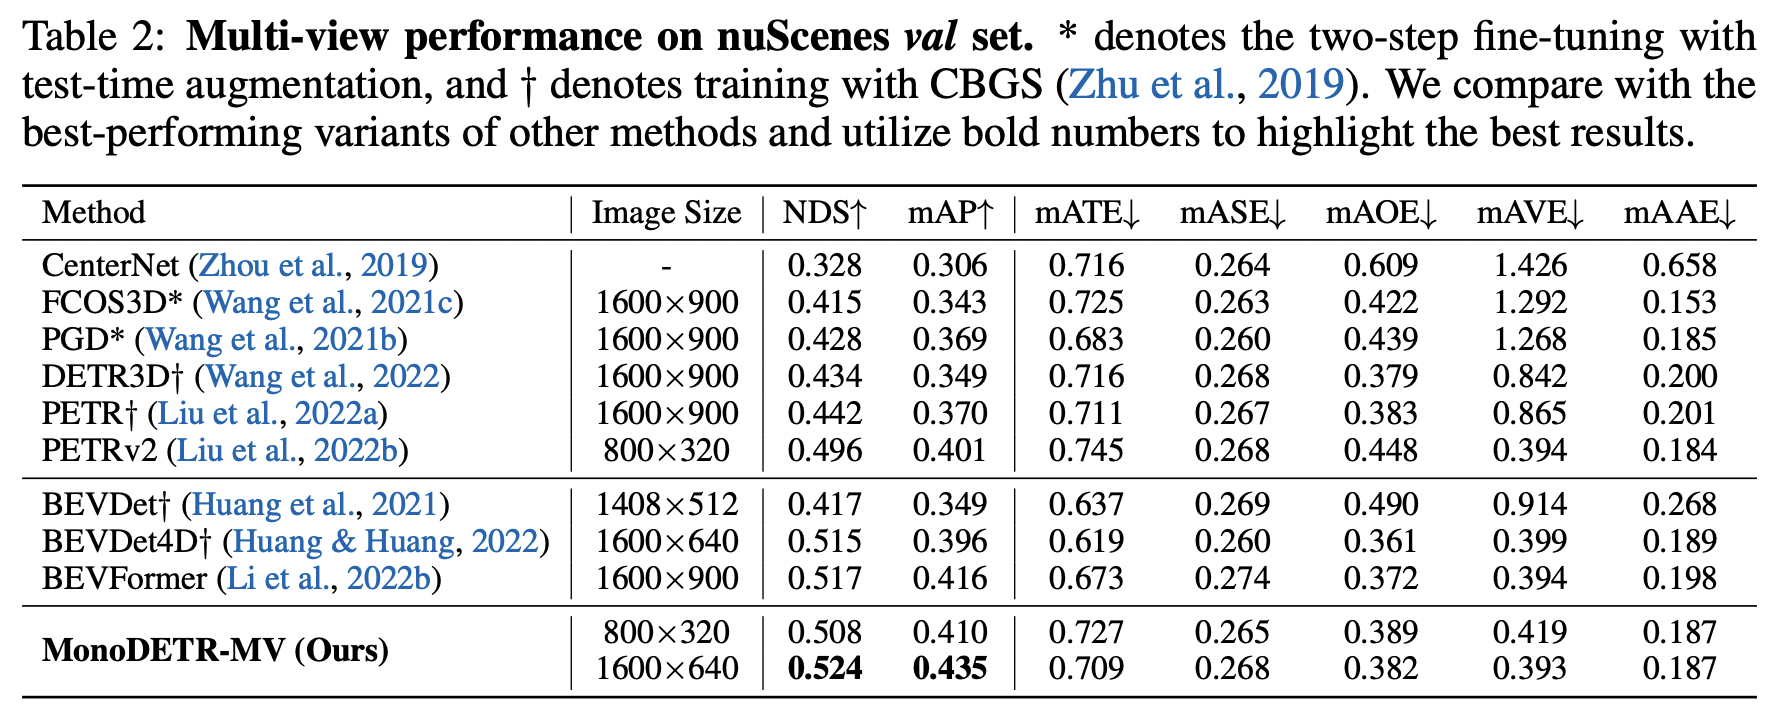 Table 2: Multi-view performance on nuScenes val set. * denotes the two-step fine-tuning with
test-time augmentation, and † denotes training with CBGS (Zhu et al., 2019). We compare with the
best-performing variants of other methods and utilize bold numbers to highlight the best results.
Method Image Size NDS↑ mAP↑ mATE↓ mASE↓ mAOE↓ mAVE↓ mAAE↓
CenterNet (Zhou et al., 2019) - 0.328 0.306 0.716 0.264 0.609 1.426 0.658
FCOS3D* (Wang et al., 2021c) 1600×900 0.415 0.343 0.725 0.263 0.422 1.292 0.153
PGD* (Wang et al., 2021b) 1600×900 0.428 0.369 0.683 0.260 0.439 1.268 0.185
DETR3D† (Wang et al., 2022) 1600×900 0.434 0.349 0.716 0.268 0.379 0.842 0.200
PETR† (Liu et al., 2022a) 1600×900 0.442 0.370 0.711 0.267 0.383 0.865 0.201
PETRv2 (Liu et al., 2022b) 800×320 0.496 0.401 0.745 0.268 0.448 0.394 0.184
BEVDet† (Huang et al., 2021) 1408×512 0.417 0.349 0.637 0.269 0.490 0.914 0.268
BEVDet4D† (Huang & Huang, 2022) 1600×640 0.515 0.396 0.619 0.260 0.361 0.399 0.189
BEVFormer (Li et al., 2022b) 1600×900 0.517 0.416 0.673 0.274 0.372 0.394 0.198
MonoDETR-MV (Ours) 800×320 0.508 0.410 0.727 0.265 0.389 0.419 0.187
1600×640 0.524 0.435 0.709 0.268 0.382 0.393 0.187